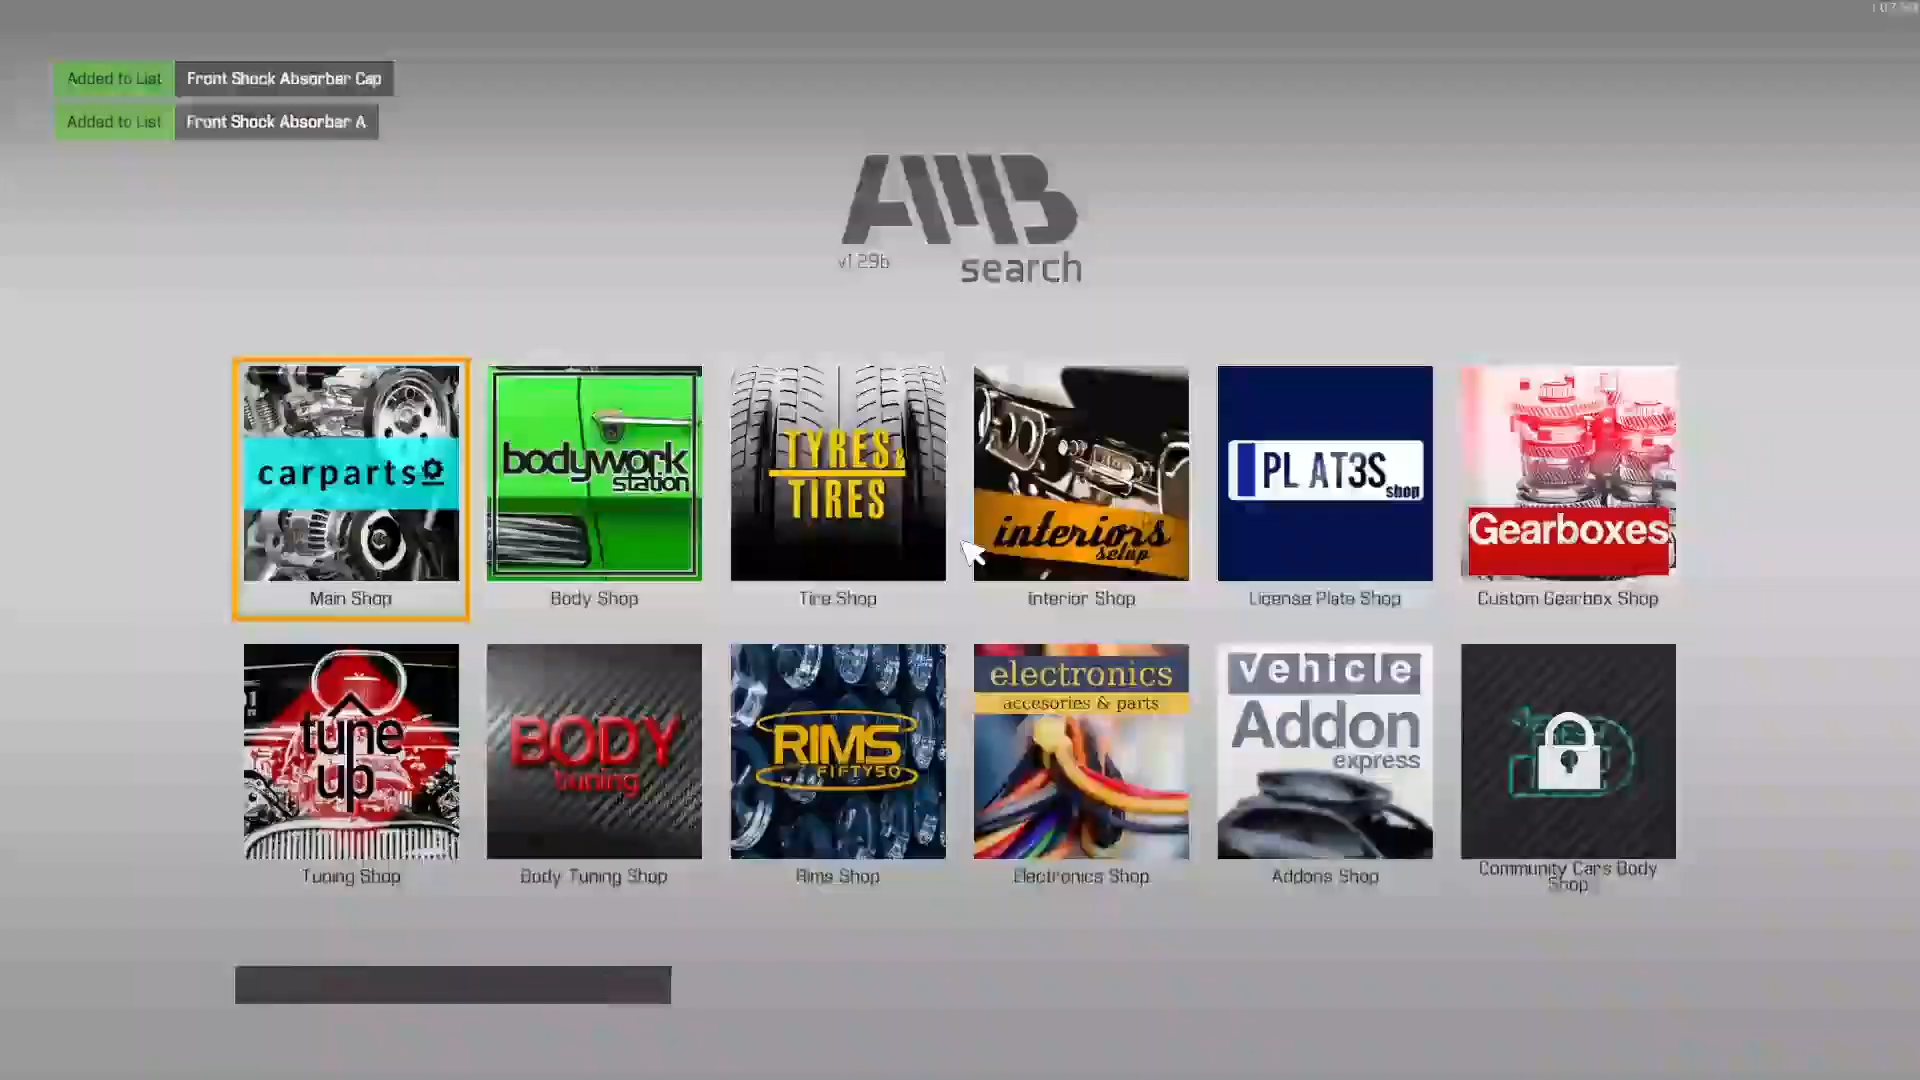 Added to List Front Shock Absorber Cap
Added to List Front Shock Absorber A
AMB
v1.29b
search
carparts
bodywork
station
TYRES &
TIRES
interiors
setup
PL AT3S
shop
Gearboxes
Main Shop
Body Shop
Tire Shop
Interior Shop
License Plate Shop
Custom Gearbox Shop
tune
up
BODY
tuning
RIMS
FIFTY50
electronics
accesories & parts
vehicle
Addon
express
Tuning Shop
Body Tuning Shop
Rims Shop
Electronics Shop
Addons Shop
Community Cars Body
Shop